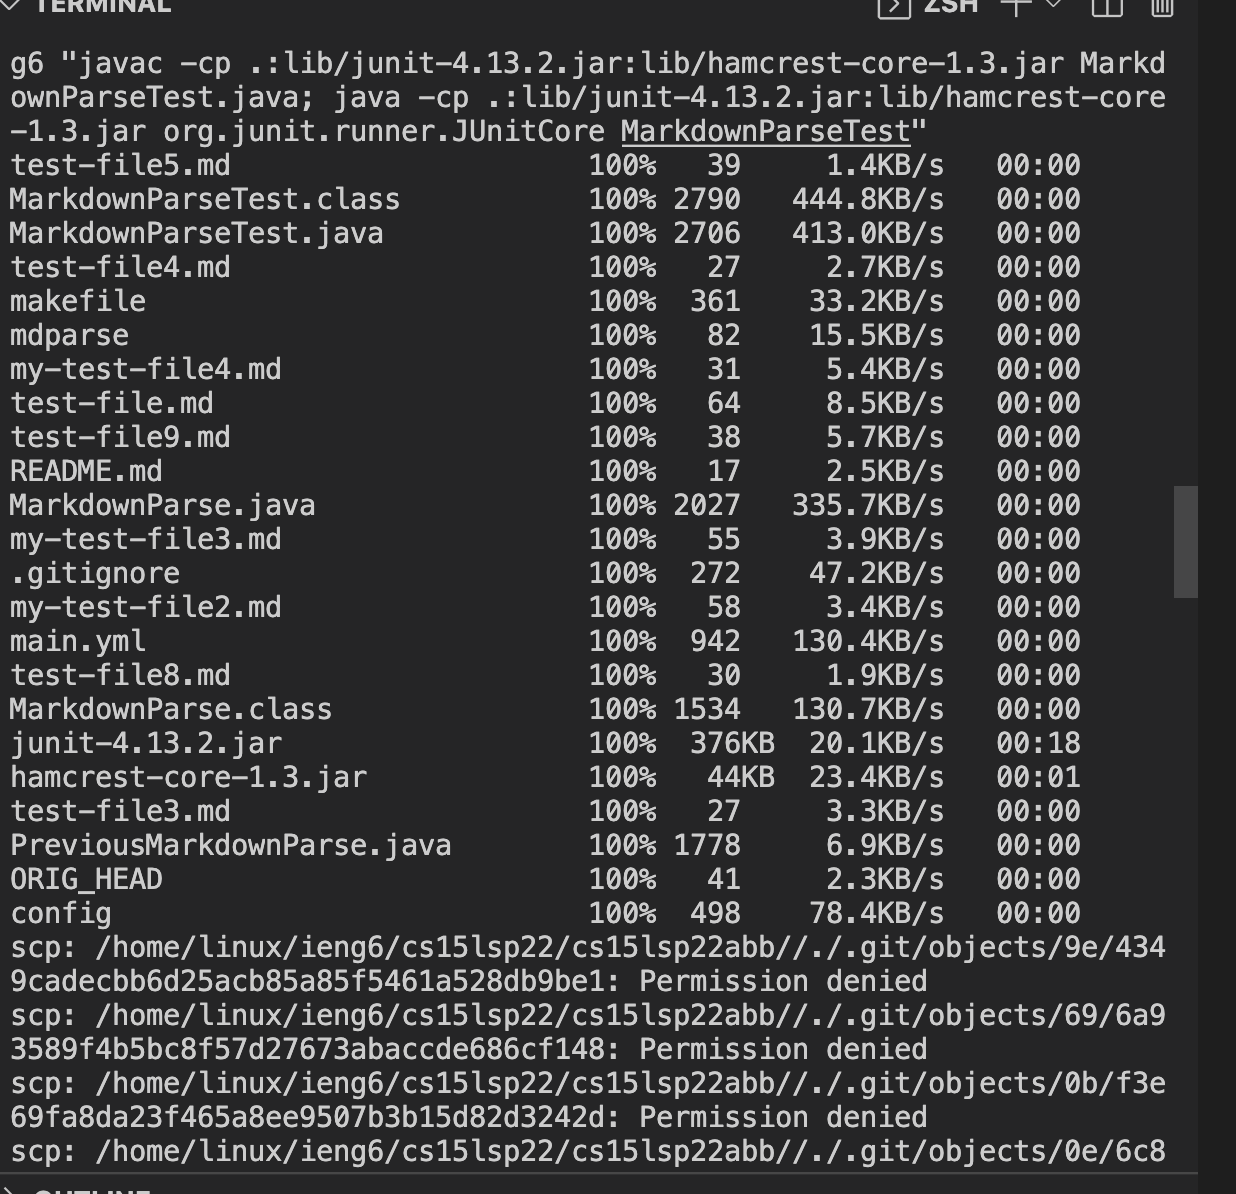 TERMINAL
ZSH
g6 "javac -cp .:lib/junit-4.13.2.jar:lib/hamcrest-core-1.3.jar Markd
ownParseTest.java; java -cp .:lib/junit-4.13.2.jar:lib/hamcrest-core
-1.3.jar org.junit.runner.JUnitCore MarkdownParseTest"
test-file5.md 100% 39 1.4KB/s 00:00
MarkdownParseTest.class 100% 2790 444.8KB/s 00:00
MarkdownParseTest.java 100% 2706 413.0KB/s 00:00
test-file4.md 100% 27 2.7KB/s 00:00
makefile 100% 361 33.2KB/s 00:00
mdparse 100% 82 15.5KB/s 00:00
my-test-file4.md 100% 31 5.4KB/s 00:00
test-file.md 100% 64 8.5KB/s 00:00
test-file9.md 100% 38 5.7KB/s 00:00
README.md 100% 17 2.5KB/s 00:00
MarkdownParse.java 100% 2027 335.7KB/s 00:00
my-test-file3.md 100% 55 3.9KB/s 00:00
.gitignore 100% 272 47.2KB/s 00:00
my-test-file2.md 100% 58 3.4KB/s 00:00
main.yml 100% 942 130.4KB/s 00:00
test-file8.md 100% 30 1.9KB/s 00:00
MarkdownParse.class 100% 1534 130.7KB/s 00:00
junit-4.13.2.jar 100% 376KB 20.1KB/s 00:18
hamcrest-core-1.3.jar 100% 44KB 23.4KB/s 00:01
test-file3.md 100% 27 3.3KB/s 00:00
PreviousMarkdownParse.java 100% 1778 6.9KB/s 00:00
ORIG_HEAD 100% 41 2.3KB/s 00:00
config 100% 498 78.4KB/s 00:00
scp: /home/linux/ieng6/cs15lsp22/cs15lsp22abb//./.git/objects/9e/434
9cadecbb6d25acb85a85f5461a528db9be1: Permission denied
scp: /home/linux/ieng6/cs15lsp22/cs15lsp22abb//./.git/objects/69/6a9
3589f4b5bc8f57d27673abaccde686cf148: Permission denied
scp: /home/linux/ieng6/cs15lsp22/cs15lsp22abb//./.git/objects/0b/f3e
69fa8da23f465a8ee9507b3b15d82d3242d: Permission denied
scp: /home/linux/ieng6/cs15lsp22/cs15lsp22abb//./.git/objects/0e/6c8
OUTLINE